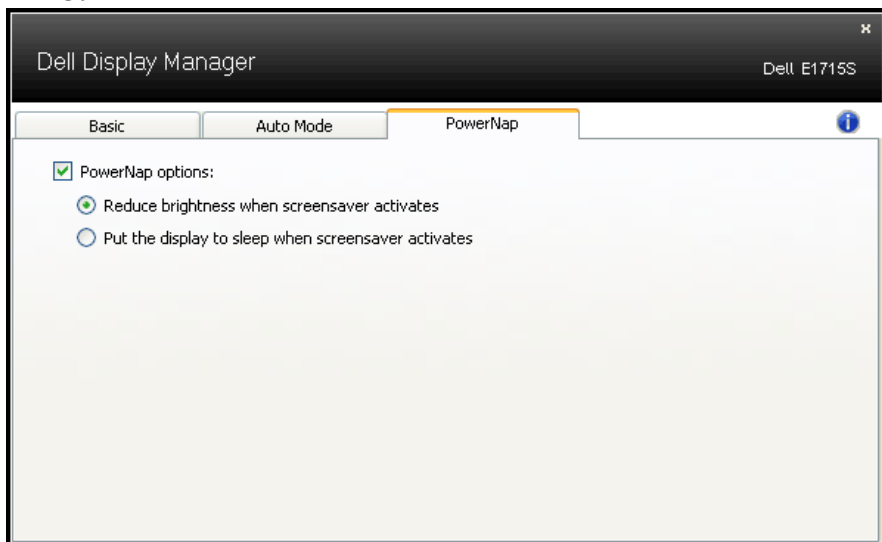 x
Dell Display Manager
Dell E1715S
Basic
Auto Mode
PowerNap
i
PowerNap options:
Reduce brightness when screensaver activates
Put the display to sleep when screensaver activates